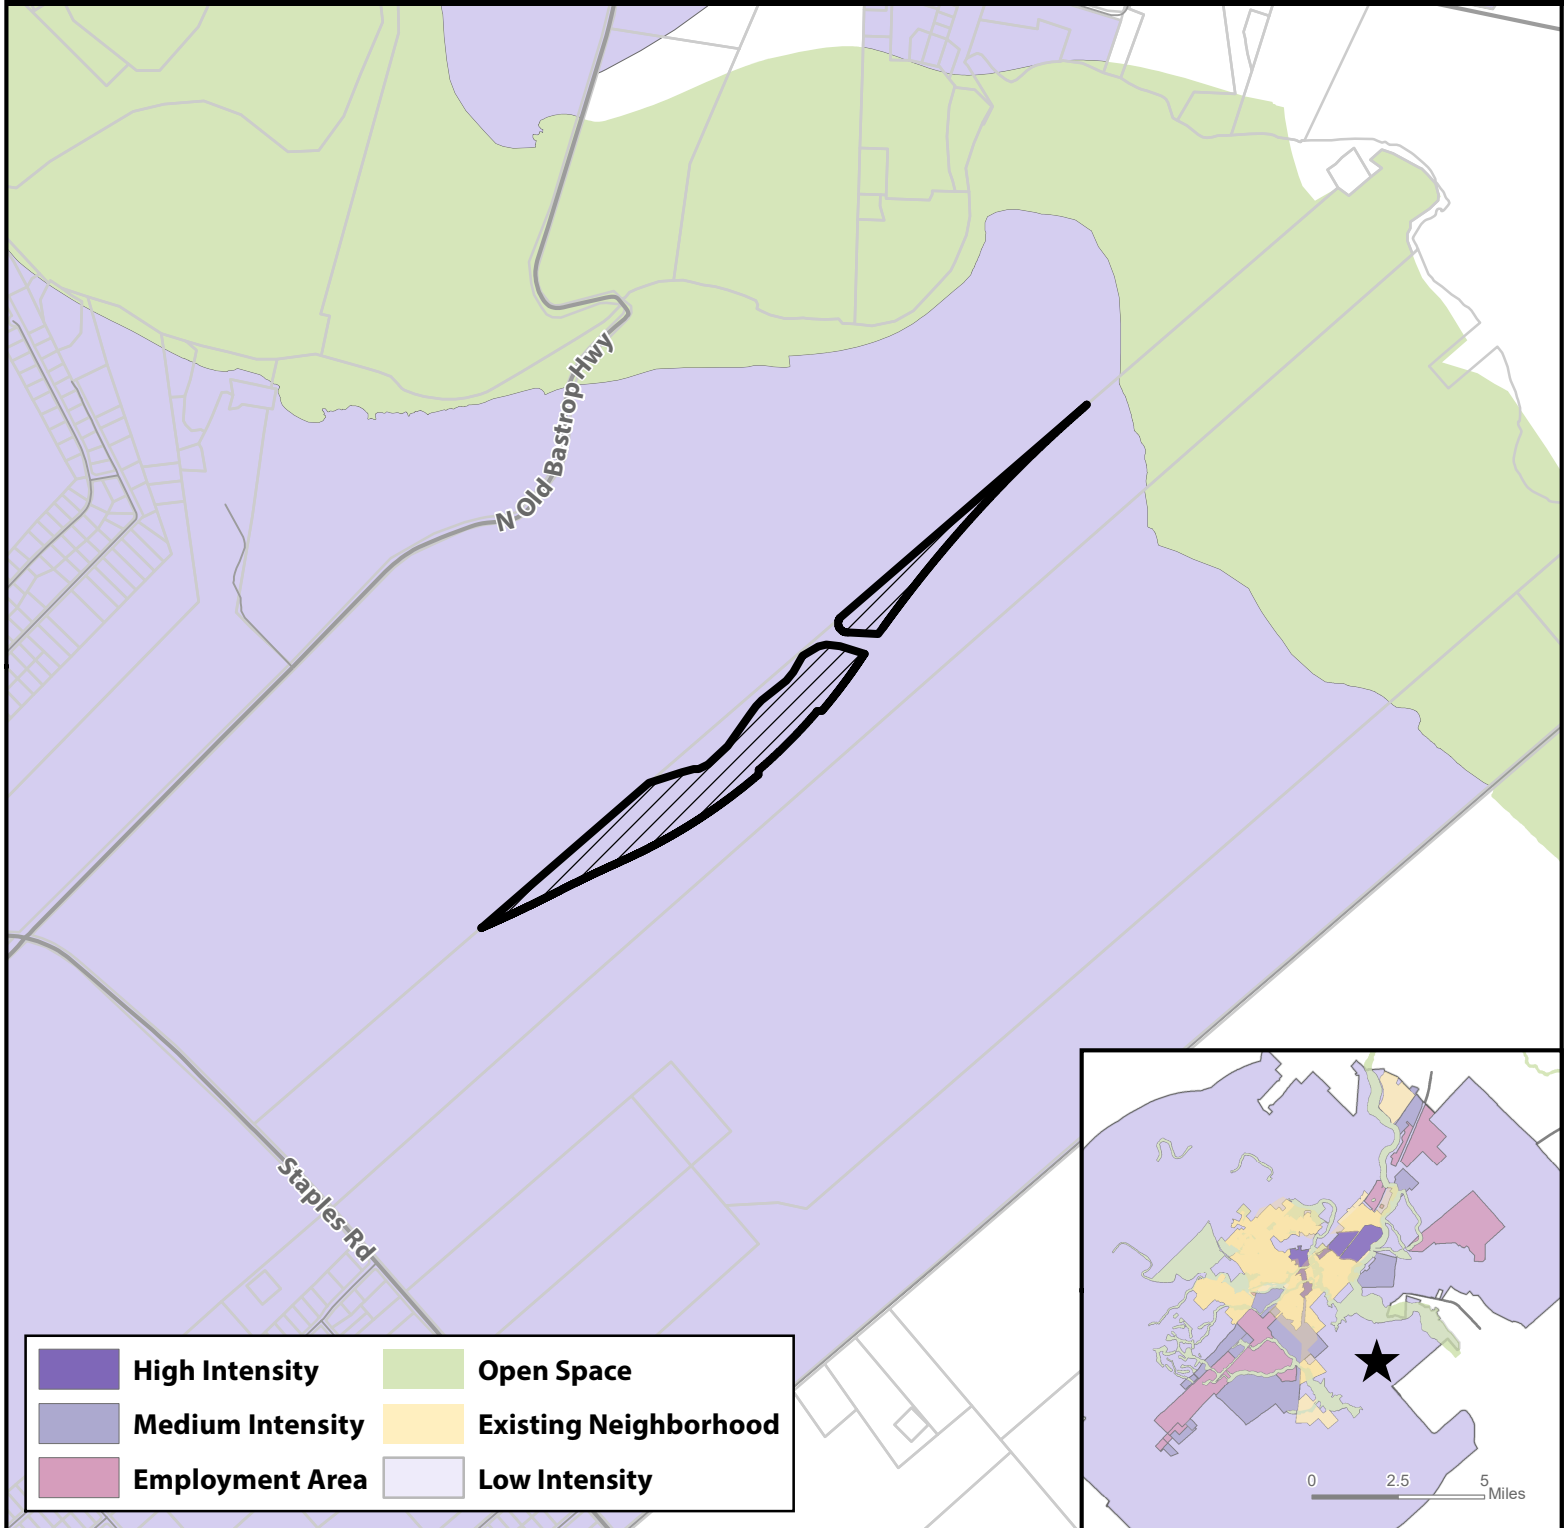 N Old Bastrop Hwy
Staples Rd
High Intensity
Medium Intensity
Employment Area
Open Space
Existing Neighborhood
Low Intensity
0 2.5 5
Miles